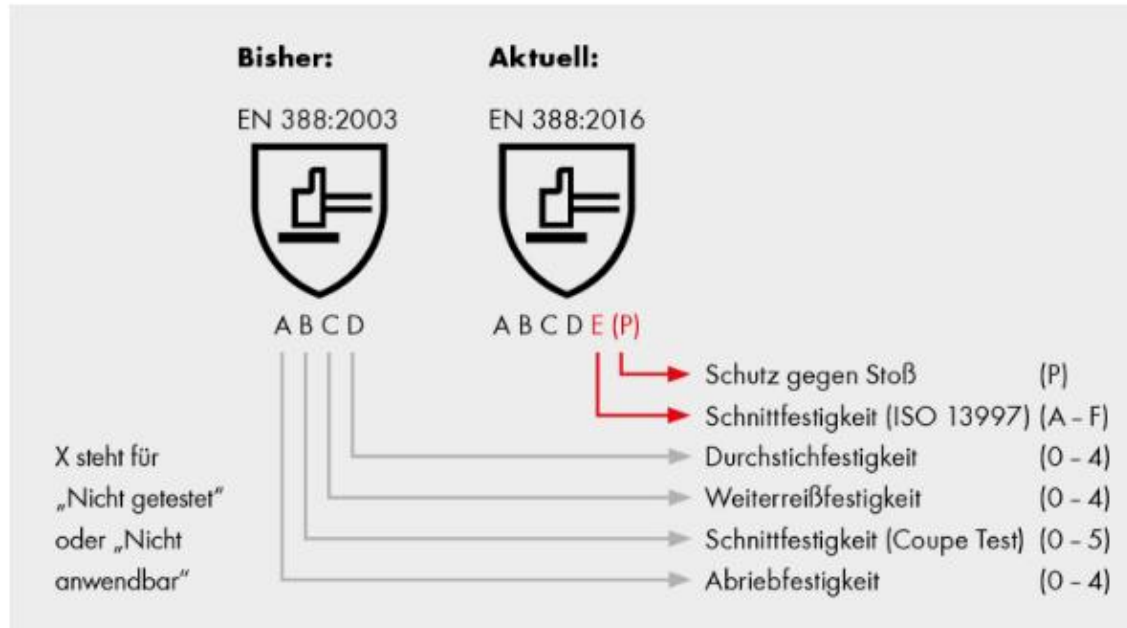 Bisher:
Aktuell:
EN 388:2003
EN 388:2016
A B C D
A B C D E (P)
Schutz gegen Stoß (P)
Schnittfestigkeit (ISO 13997) (A – F)
Durchstichfestigkeit (0 – 4)
Weiterreißfestigkeit (0 – 4)
Schnittfestigkeit (Coupe Test) (0 – 5)
Abriebfestigkeit (0 – 4)
X steht für
„Nicht getestet“
oder „Nicht
anwendbar“